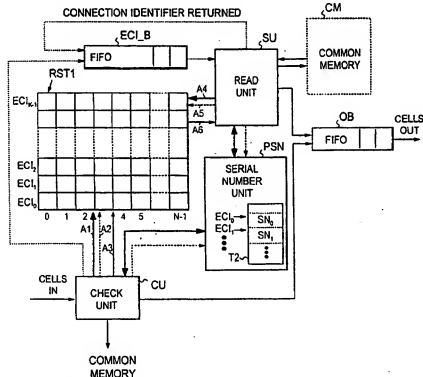 CONNECTION IDENTIFIER RETURNED
ECI_B
SU
CM
FIFO
READ UNIT
COMMON MEMORY
RST1
ECI K-1
A4
A5
A6
OB
FIFO
CELLS OUT
PSN
SERIAL NUMBER UNIT
ECI2
ECI1
ECI0
0 1 2 3 4 5 N-1
A1 A2
A3
ECI0 SN0
ECI1 SN1
T2
CELLS IN
CHECK UNIT
CU
COMMON MEMORY